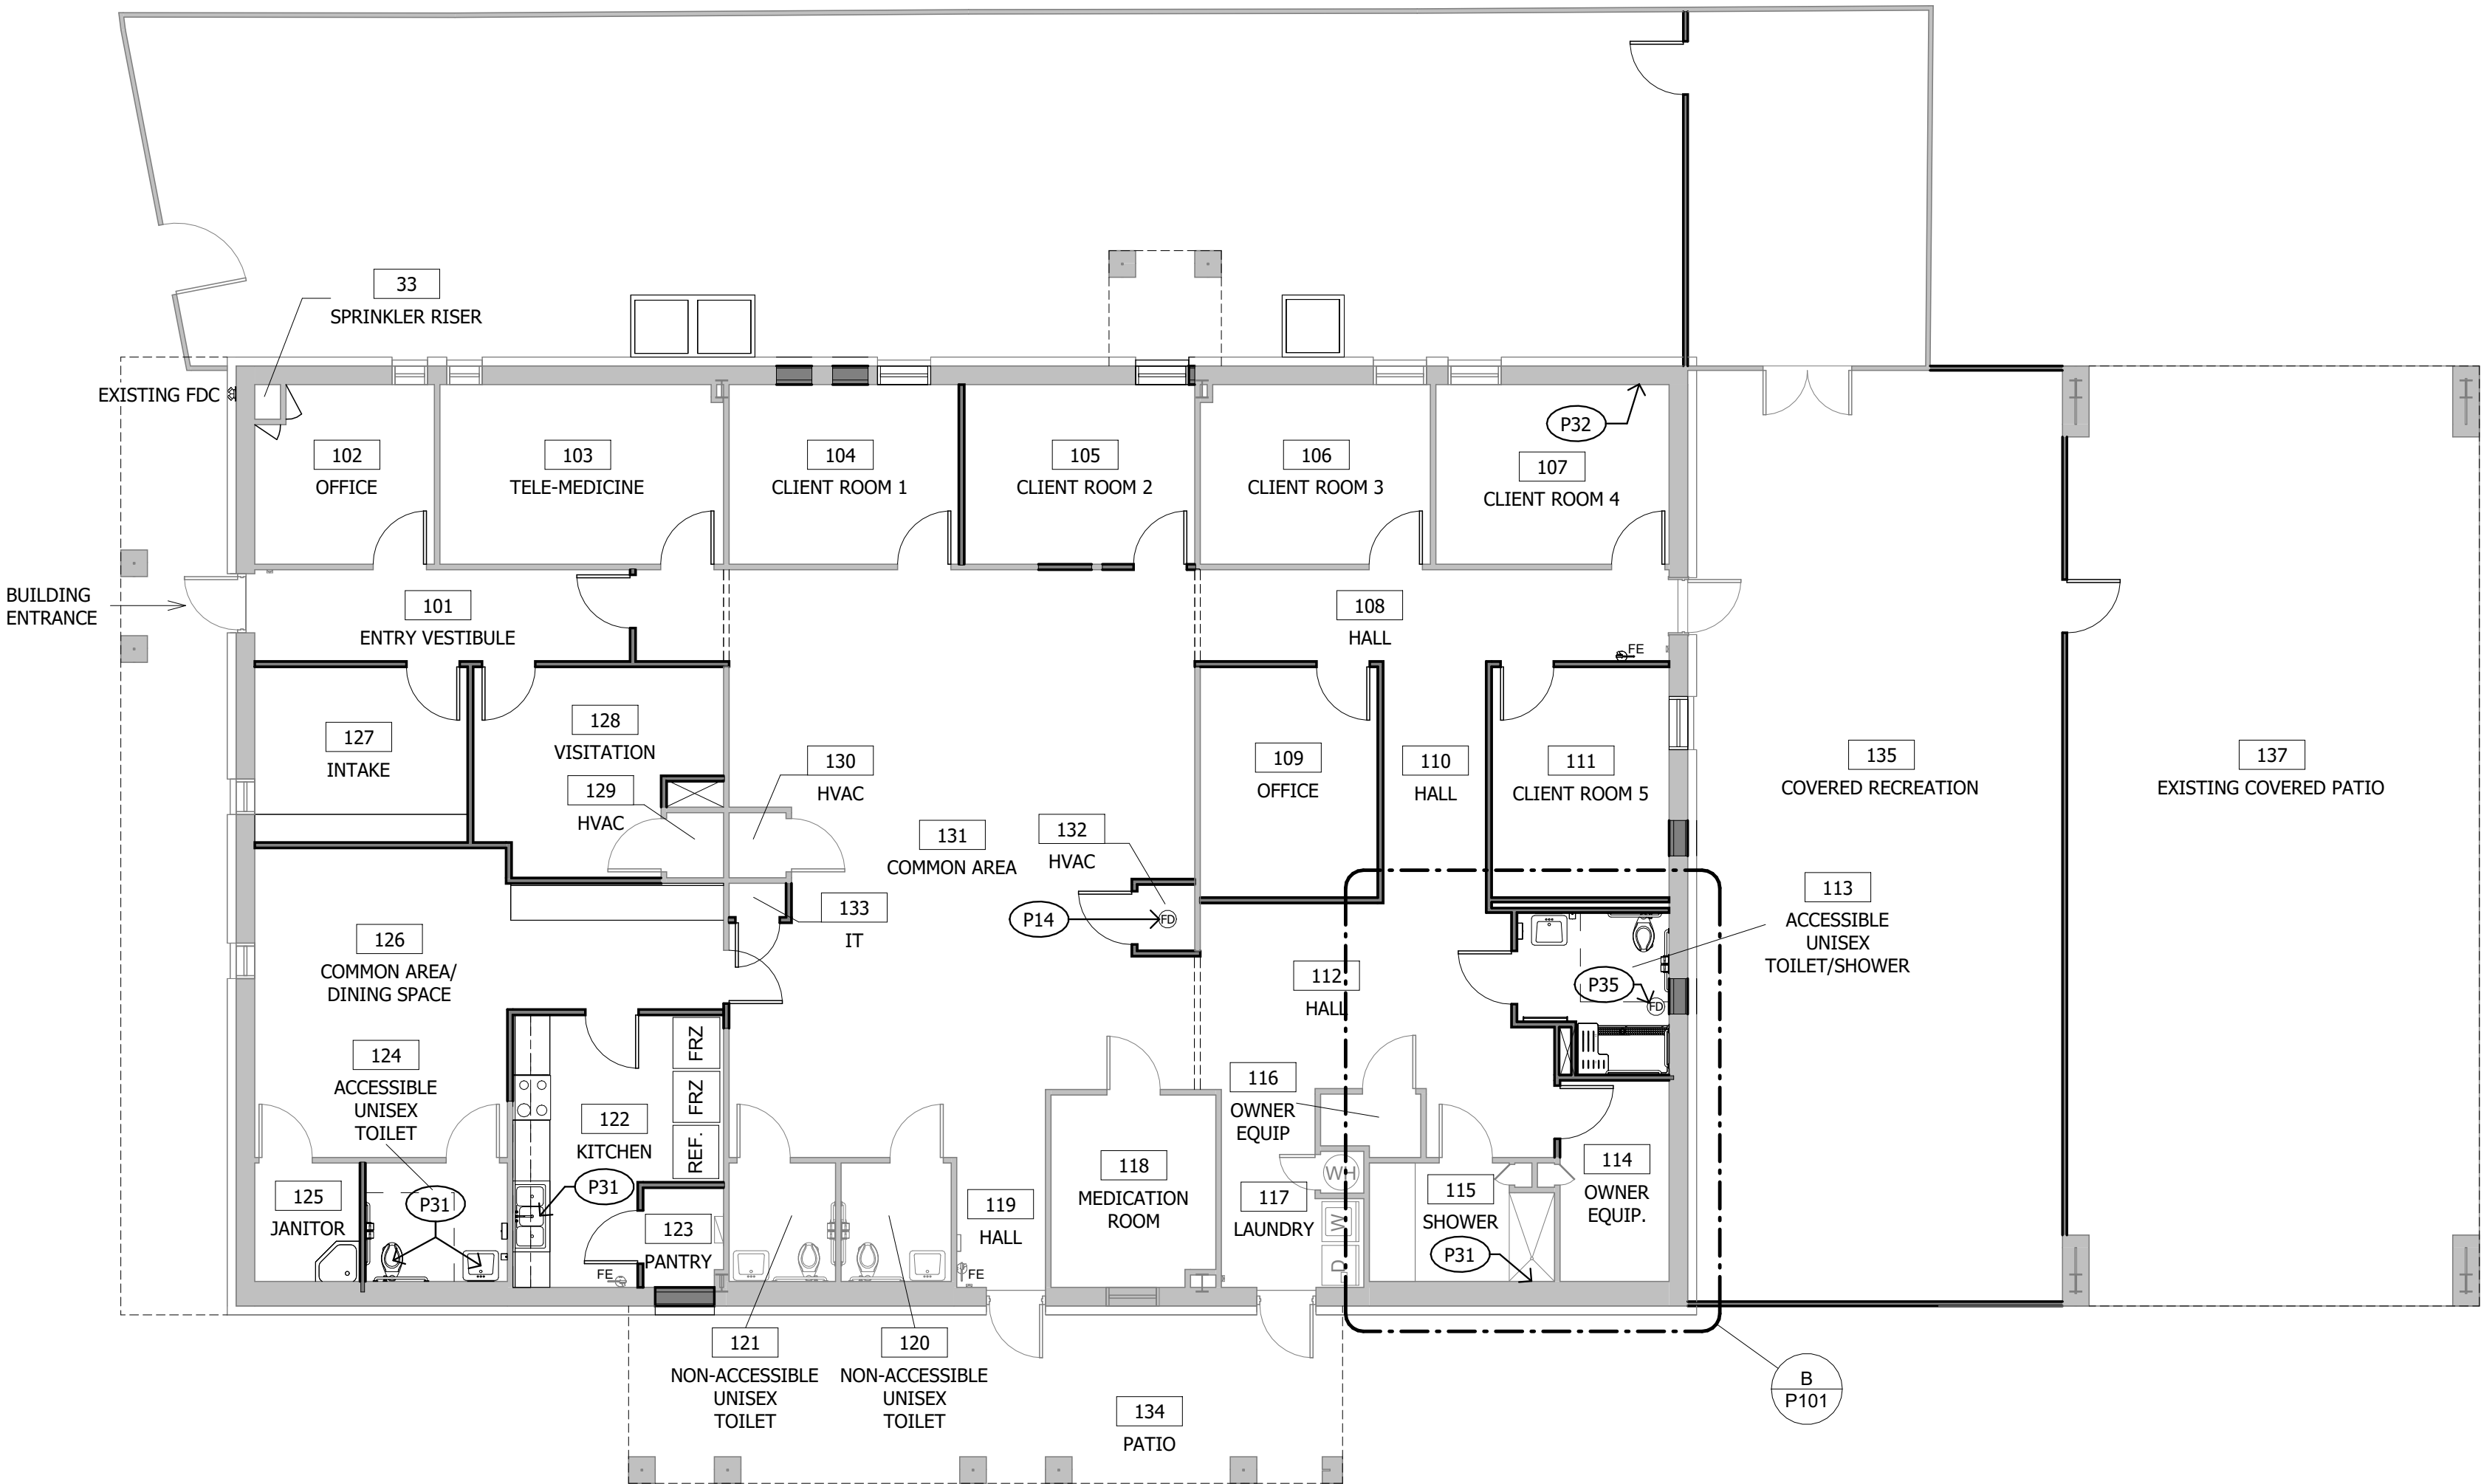 33
SPRINKLER RISER
EXISTING FDC
P32
102
OFFICE
103
TELE-MEDICINE
104
CLIENT ROOM 1
105
CLIENT ROOM 2
106
CLIENT ROOM 3
107
CLIENT ROOM 4
BUILDING
ENTRANCE
101
ENTRY VESTIBULE
108
HALL
FE
127
INTAKE
128
VISITATION
129
HVAC
130
HVAC
109
OFFICE
110
HALL
111
CLIENT ROOM 5
135
COVERED RECREATION
137
EXISTING COVERED PATIO
131
COMMON AREA
132
HVAC
133
IT
P14
FD
113
ACCESSIBLE
UNISEX
TOILET/SHOWER
126
COMMON AREA/
DINING SPACE
112
HALL
P35
FD
124
ACCESSIBLE
UNISEX
TOILET
FRZ
FRZ
REF.
122
KITCHEN
P31
116
OWNER
EQUIP
125
JANITOR
P31
123
PANTRY
FE
119
HALL
FE
118
MEDICATION
ROOM
117
LAUNDRY
WH
W
D
115
SHOWER
P31
114
OWNER
EQUIP.
121
NON-ACCESSIBLE
UNISEX
TOILET
120
NON-ACCESSIBLE
UNISEX
TOILET
134
PATIO
B
P101